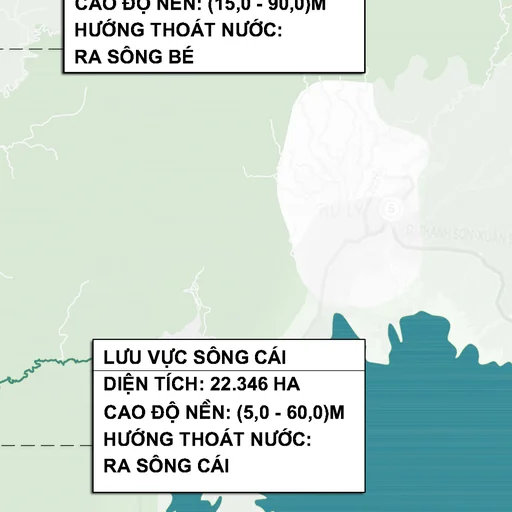 CAO ĐỘ NỀN: (15,0 - 90,0)M
HƯỚNG THOÁT NƯỚC:
RA SÔNG BÉ
LƯU VỰC SÔNG CÁI
DIỆN TÍCH: 22.346 HA
CAO ĐỘ NỀN: (5,0 - 60,0)M
HƯỚNG THOÁT NƯỚC:
RA SÔNG CÁI